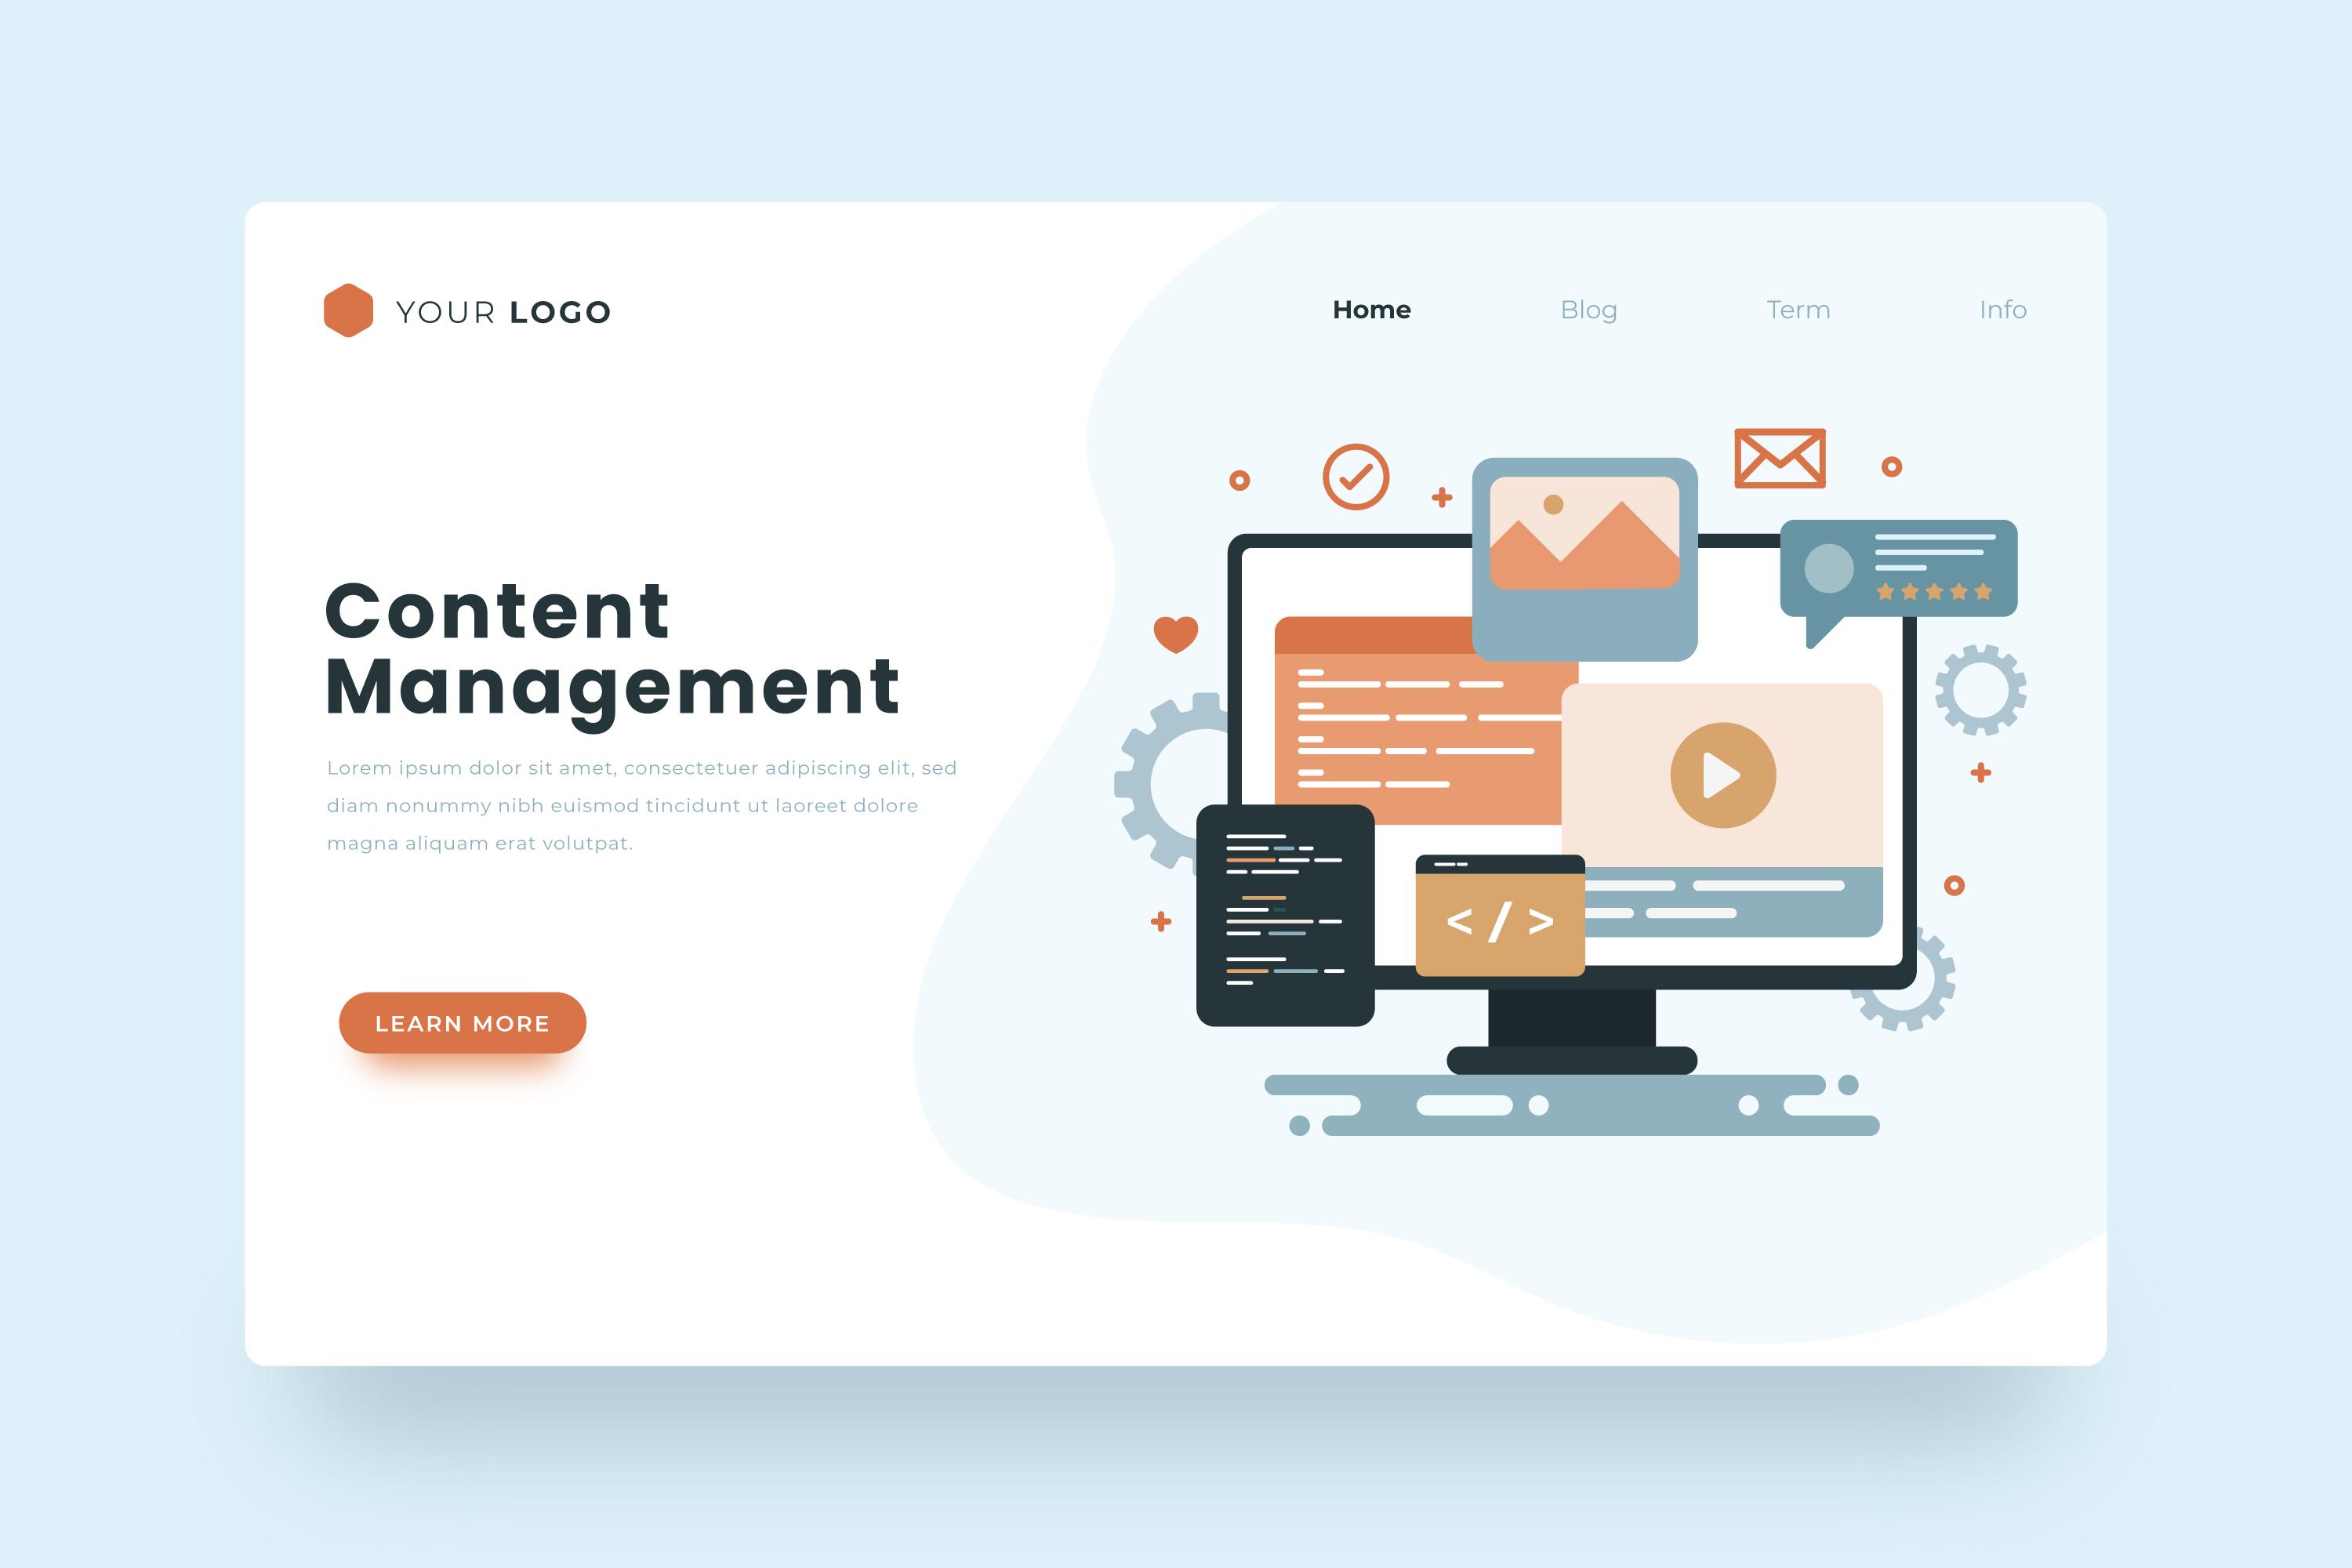 YOUR LOGO
Home
Blog
Term
Info
Content
Management
Lorem ipsum dolor sit amet, consectetuer adipiscing elit, sed
diam nonummy nibh euismod tincidunt ut laoreet dolore
magna aliquam erat volutpat.
LEARN MORE
</>